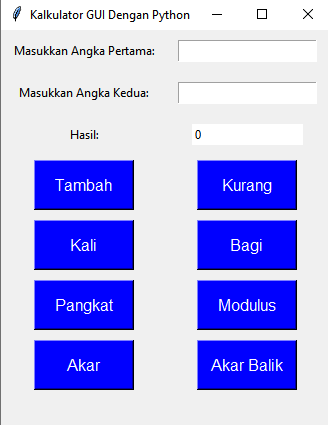 Kalkulator GUI Dengan Python
Masukkan Angka Pertama:
Masukkan Angka Kedua:
Hasil: 0
Tambah Kurang
Kali Bagi
Pangkat Modulus
Akar Akar Balik